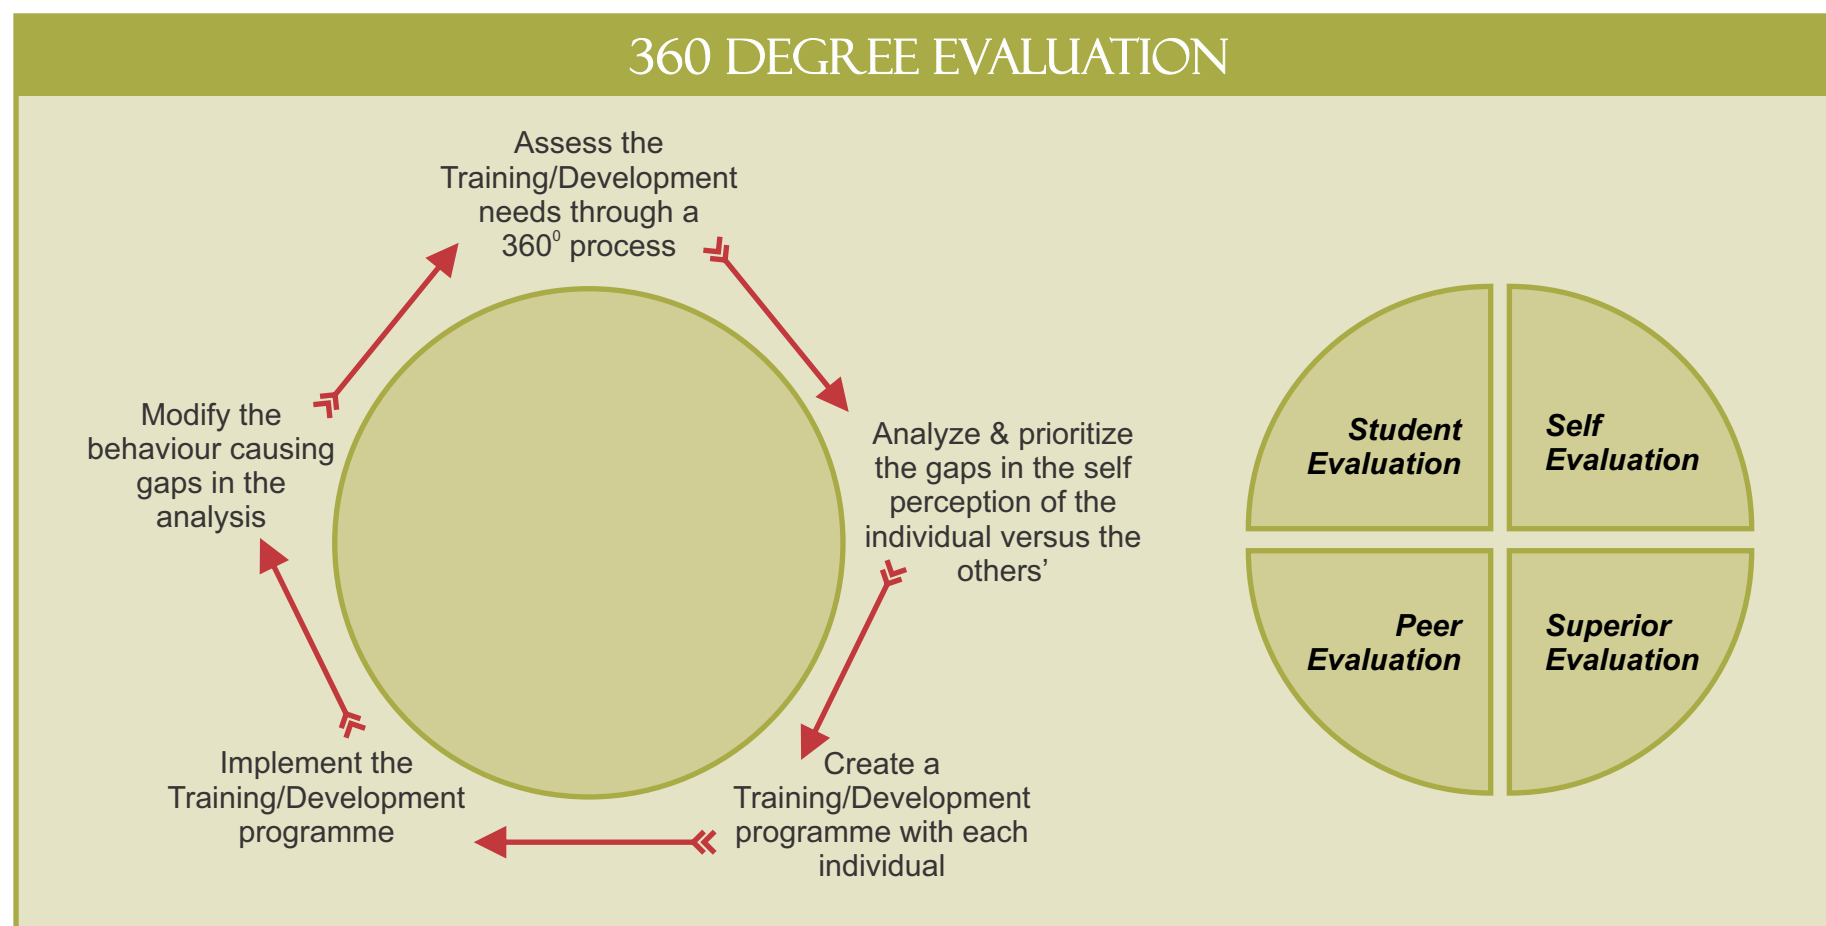 360 DEGREE EVALUATION
Assess the
Training/Development
needs through a
360⁰ process
Analyze & prioritize
the gaps in the self
perception of the
individual versus the
others’
Create a
Training/Development
programme with each
individual
Implement the
Training/Development
programme
Modify the
behaviour causing
gaps in the
analysis
Student
Evaluation
Self
Evaluation
Peer
Evaluation
Superior
Evaluation